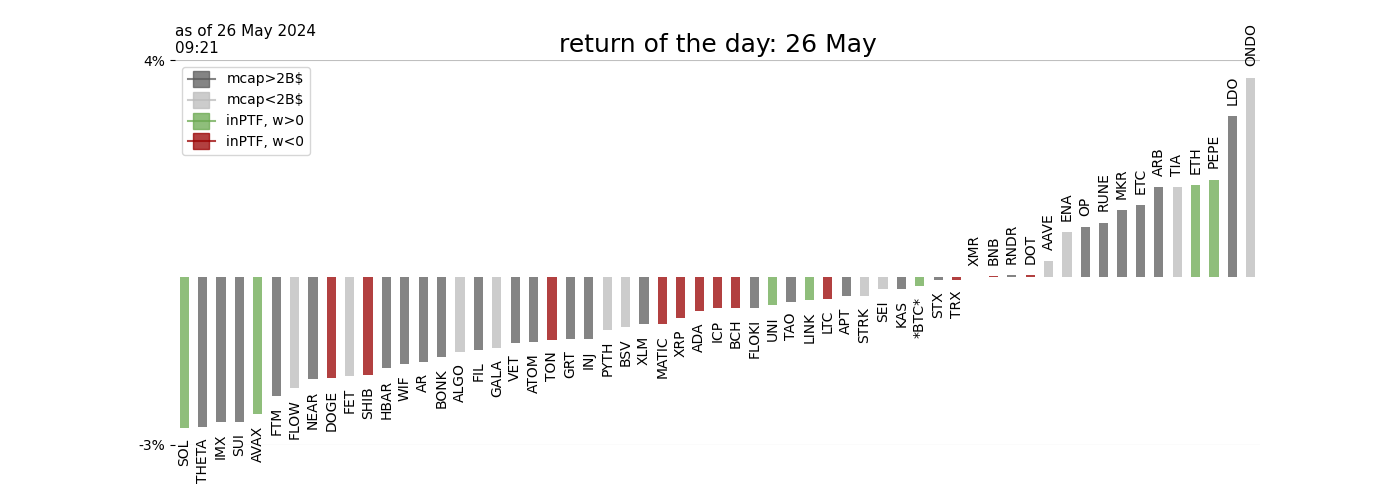 as of 26 May 2024
09:21
return of the day: 26 May
4%
mcap>2B$
mcap<2B$
inPTF, w>0
inPTF, w<0
-3%
SOL
THETA
IMX
SUI
AVAX
FTM
FLOW
NEAR
DOGE
FET
SHIB
HBAR
WIF
AR
BONK
ALGO
FIL
GALA
VET
ATOM
TON
GRT
INJ
PYTH
BSV
XLM
MATIC
XRP
ADA
ICP
BCH
FLOKI
UNI
TAO
LINK
LTC
APT
STRK
SEI
KAS
*BTC*
STX
TRX
XMR
BNB
RNDR
DOT
AAVE
ENA
OP
RUNE
MKR
ETC
ARB
TIA
ETH
PEPE
LDO
ONDO